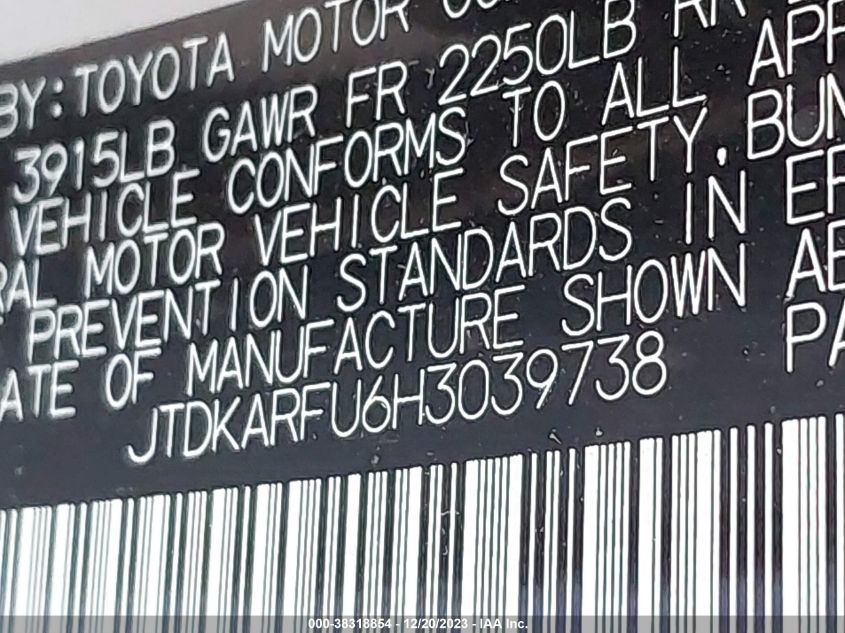 BY: TOYOTA MOTOR
3915LB GAWR FR 2250LB RR
VEHICLE CONFORMS TO ALL APP
RAL MOTOR VEHICLE SAFETY, BUM
PREVENTION STANDARDS IN EF
ATE OF MANUFACTURE SHOWN AB
JTDKARFU6H3039738 PA
000-38318854 - 12/20/2023 - IAA Inc.